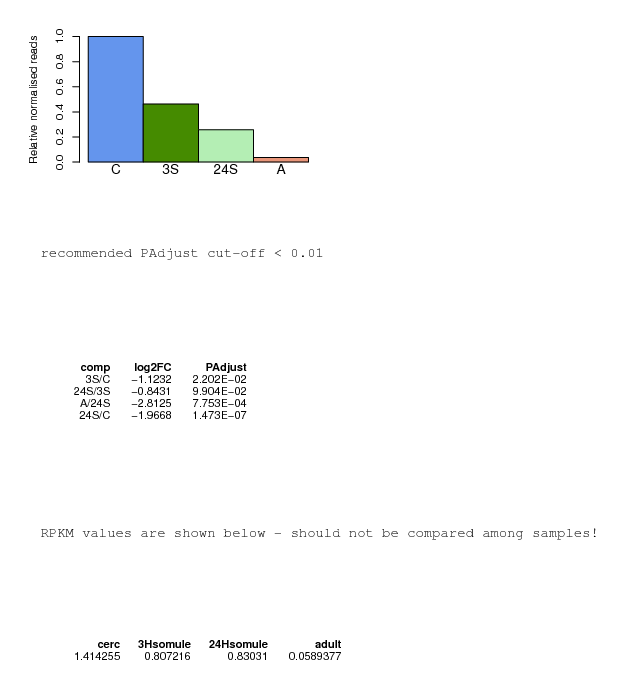 Relative normalised reads
1.0
0.8
0.6
0.4
0.2
0.0
C 3S 24S A
recommended PAdjust cut-off < 0.01
comp log2FC PAdjust
3S/C −1.1232 2.202E−02
24S/3S −0.8431 9.904E−02
A/24S −2.8125 7.753E−04
24S/C −1.9668 1.473E−07
RPKM values are shown below - should not be compared among samples!
cerc 3Hsomule 24Hsomule adult
1.414255 0.807216 0.83031 0.0589377